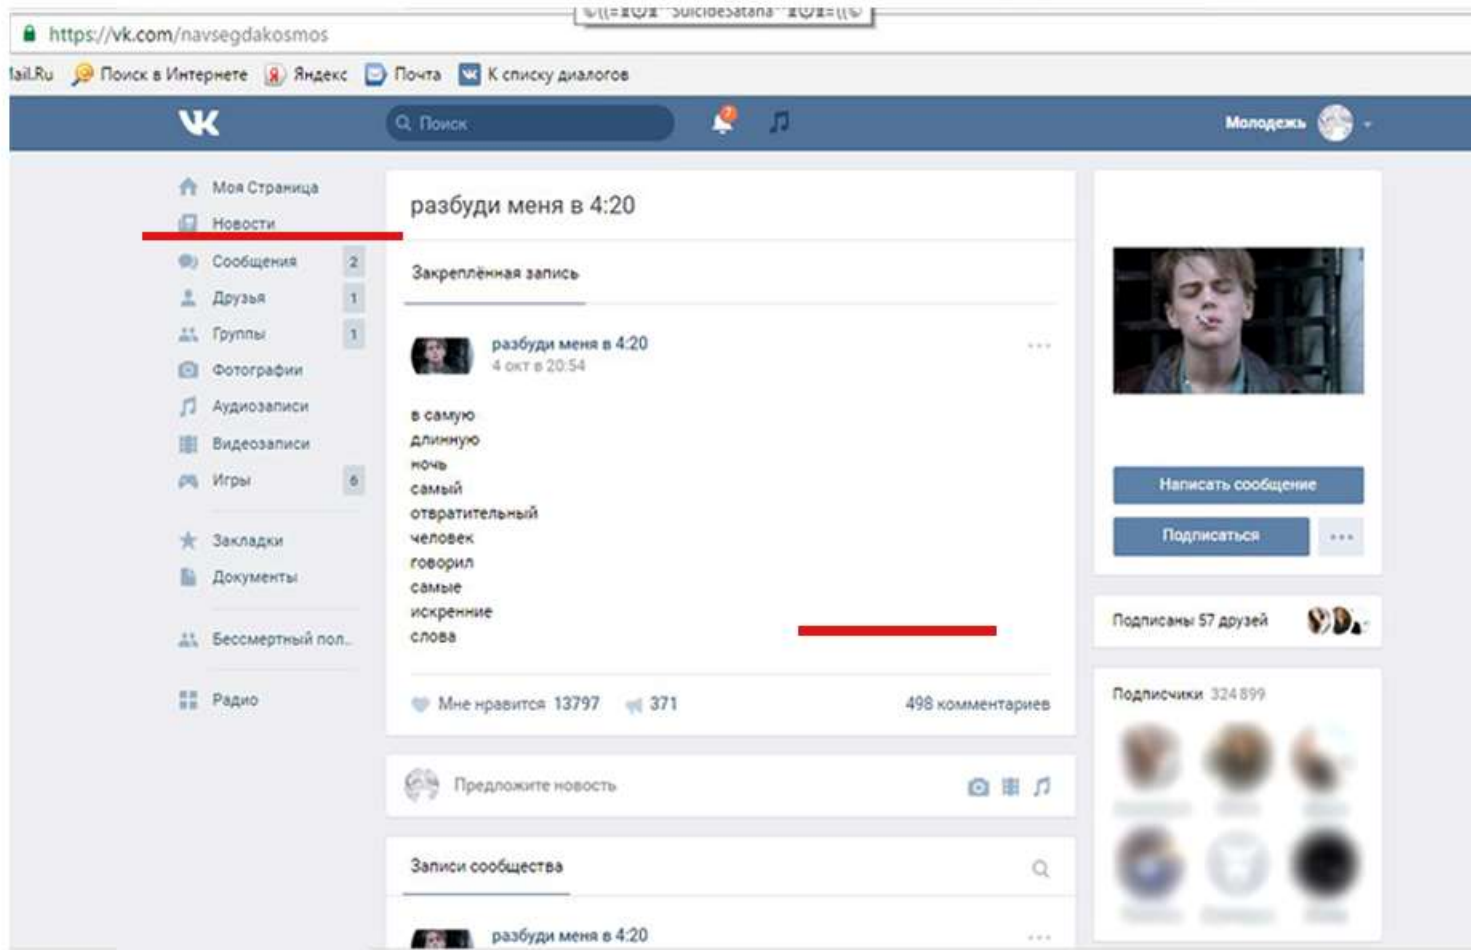 SuicideSatana
https://vk.com/navsegdakosmos
ail.Ru Поиск в Интернете Яндекс Почта К списку диалогов
Поиск
Молодежь
Моя Страница
Новости
Сообщения 2
Друзья 1
Группы 1
Фотографии
Аудиозаписи
Видеозаписи
Игры 6
Закладки
Документы
Бессмертный пол...
Радио
разбуди меня в 4:20
Закреплённая запись
разбуди меня в 4:20
4 окт в 20:54
в самую
длинную
ночь
самый
отвратительный
человек
говорил
самые
искренние
слова
Мне нравится 13797 371 498 комментариев
Предложите новость
Записи сообщества
разбуди меня в 4:20
Написать сообщение
Подписаться
Подписаны 57 друзей
Подписчики 324 899